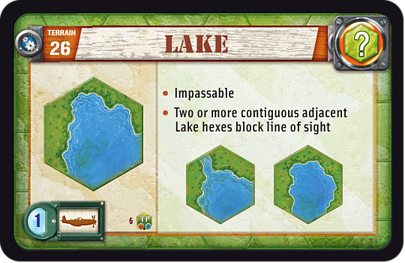 TERRAIN
26
LAKE
?
• Impassable
• Two or more contiguous adjacent
Lake hexes block line of sight
1
6